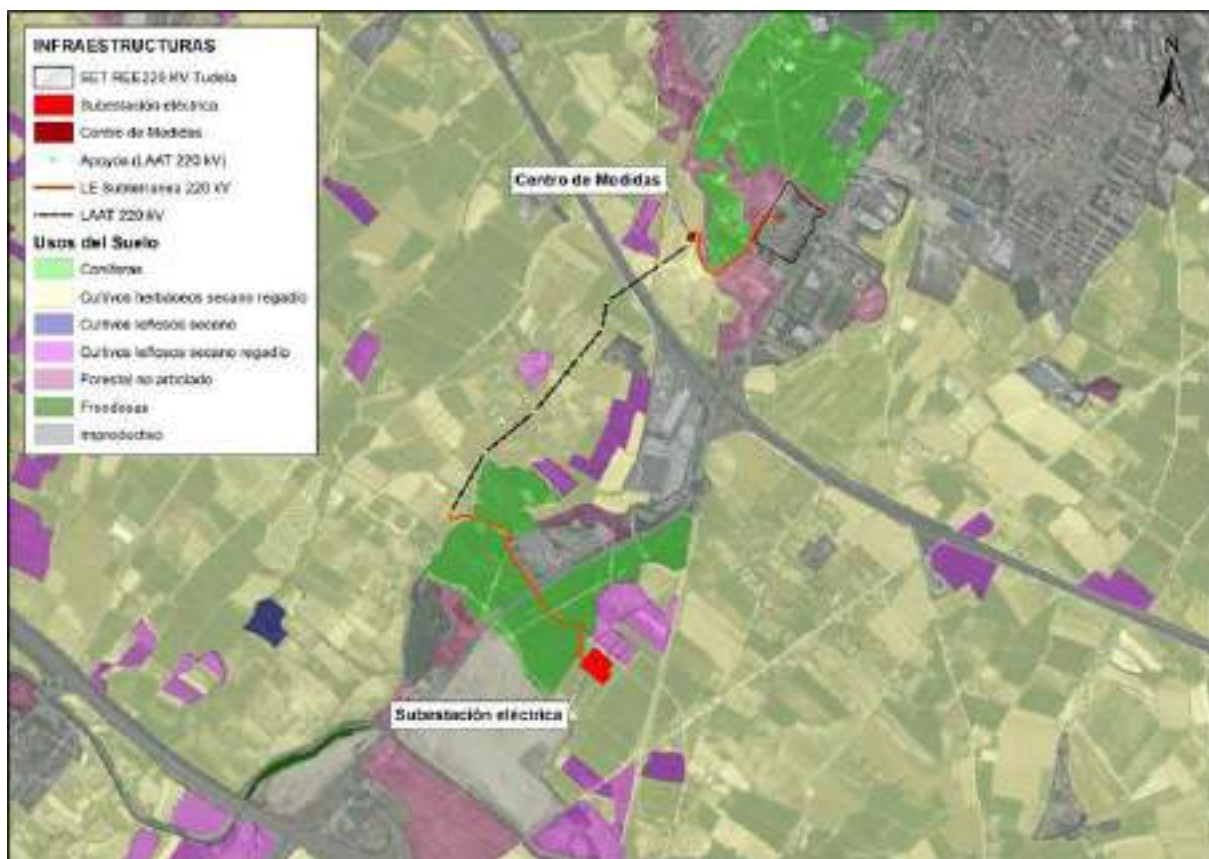 INFRAESTRUCTURAS
SET REE220 KV Tudela
Subestación eléctrica
Centro de Medidas
Apoyos (LAAT 220 kV)
LE Subterranea 220 kV
LAAT 220 kV
Usos del Suelo
Coníferas
Cultivos herbáceos secano regadío
Cultivos leñosos secano
Cultivos leñosos secano regadío
Forestal no arbolado
Frondosas
Improductivo
N
Centro de Medidas
Subestación eléctrica